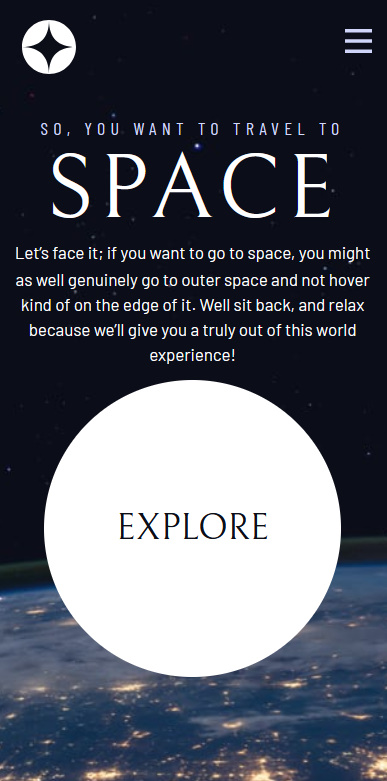 SO, YOU WANT TO TRAVEL TO
SPACE
Let’s face it; if you want to go to space, you might
as well genuinely go to outer space and not hover
kind of on the edge of it. Well sit back, and relax
because we’ll give you a truly out of this world
experience!
EXPLORE